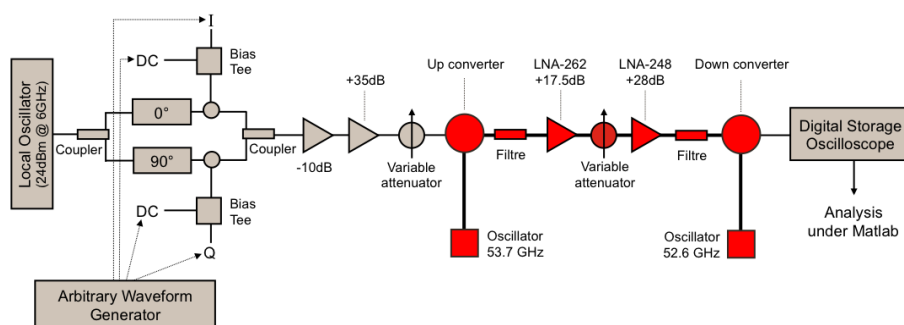 I
DC
Bias
Tee
Local Oscillator
(24dBm @ 6GHz)
0°
90°
Coupler
Coupler
DC
Bias
Tee
Q
Arbitrary Waveform
Generator
-10dB
+35dB
Variable
attenuator
Up converter
Filtre
Oscillator
53.7 GHz
LNA-262
+17.5dB
Variable
attenuator
LNA-248
+28dB
Filtre
Down converter
Oscillator
52.6 GHz
Digital Storage
Oscilloscope
Analysis
under Matlab